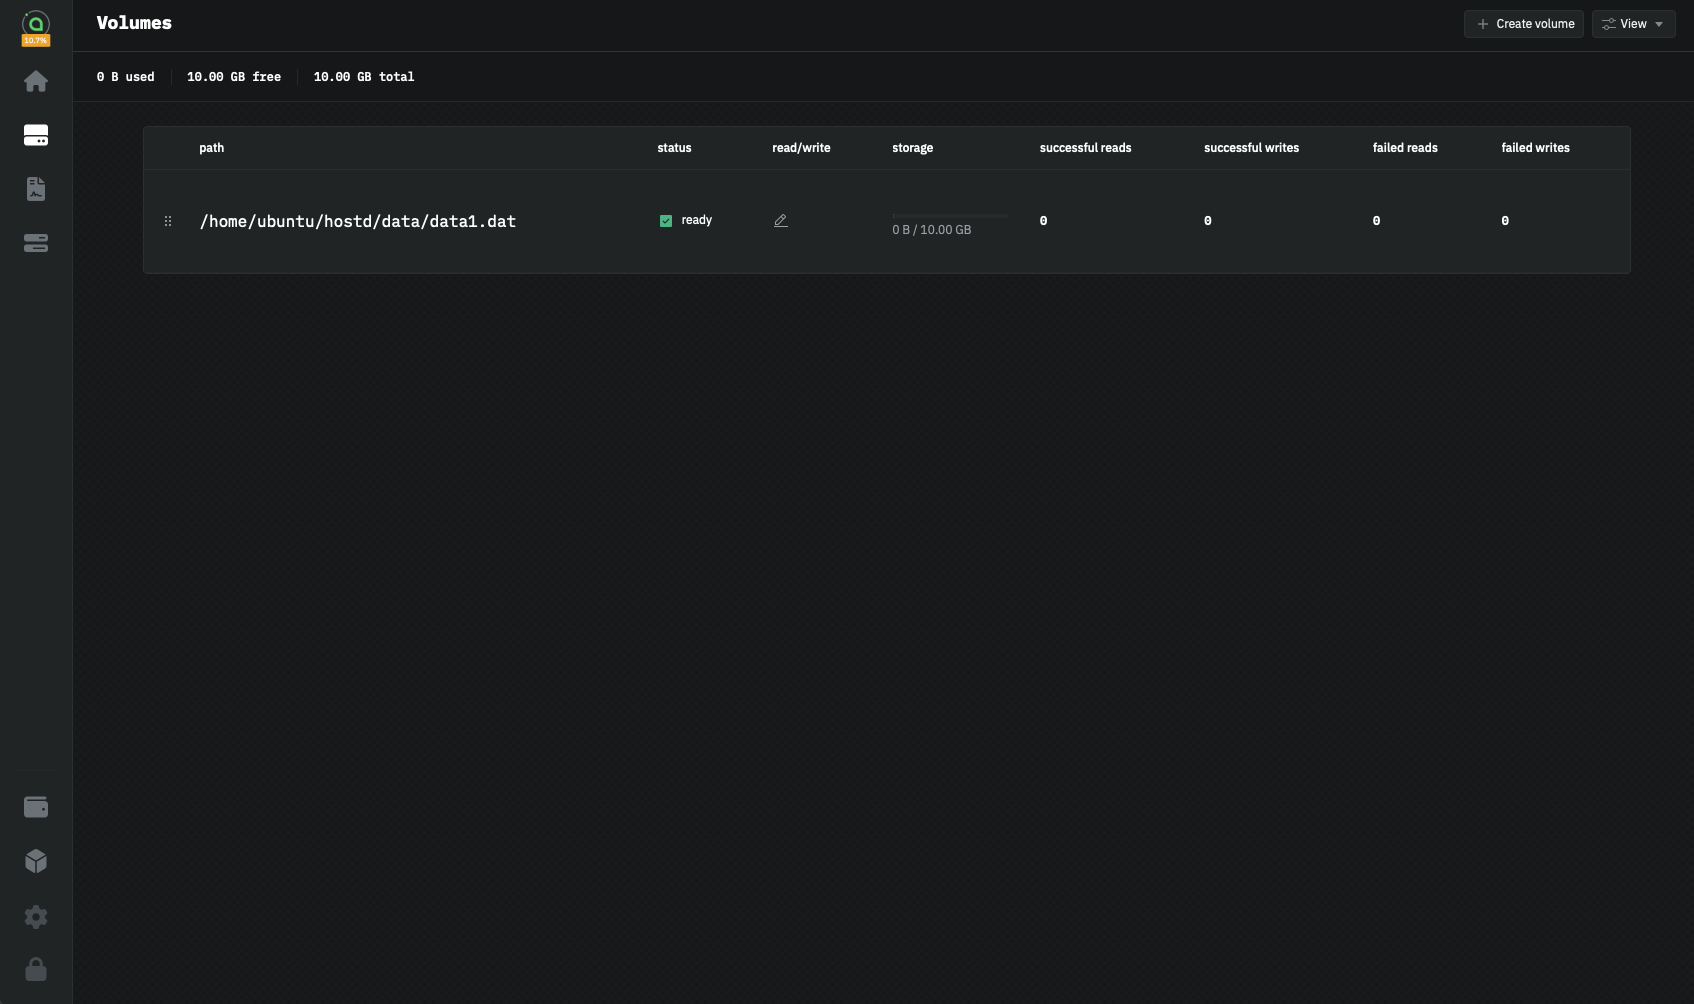 10.7%
Volumes
Create volume
View
0 B used
10.00 GB free
10.00 GB total
path status read/write storage successful reads successful writes failed reads failed writes
/home/ubuntu/hostd/data/data1.dat ready 0 B / 10.00 GB 0 0 0 0